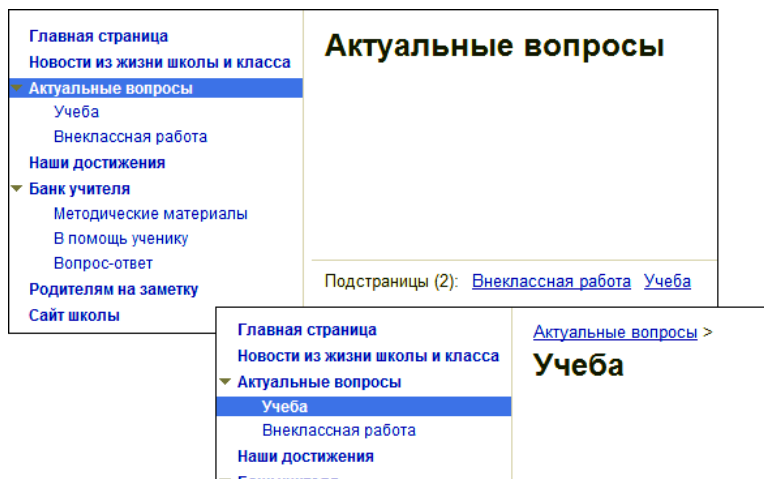 Главная страница
Новости из жизни школы и класса
Актуальные вопросы
Учеба
Внеклассная работа
Наши достижения
Банк учителя
Методические материалы
В помощь ученику
Вопрос-ответ
Родителям на заметку
Сайт школы
Актуальные вопросы
Подстраницы (2): Внеклассная работа Учеба
Главная страница
Новости из жизни школы и класса
Актуальные вопросы
Учеба
Внеклассная работа
Наши достижения
Актуальные вопросы >
Учеба